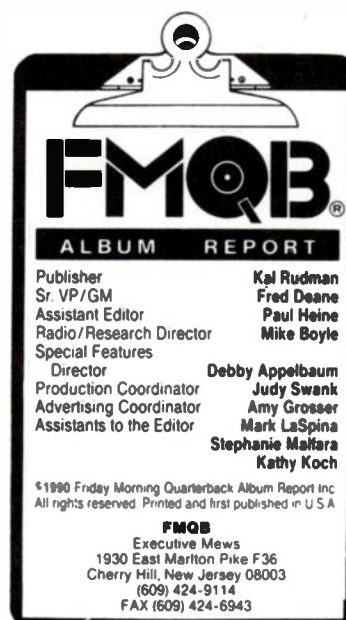 FMQB®
ALBUM REPORT
Publisher Kal Rudman
Sr. VP/GM Fred Deane
Assistant Editor Paul Heine
Radio/Research Director Mike Boyle
Special Features
Director Debby Appelbaum
Production Coordinator Judy Swank
Advertising Coordinator Amy Grosser
Assistants to the Editor Mark LaSpina
Stephanie Malfara
Kathy Koch
©1990 Friday Morning Quarterback Album Report Inc
All rights reserved. Printed and first published in U S A
FMQB
Executive Mews
1930 East Marlton Pike F36
Cherry Hill, New Jersey 08003
(609) 424-9114
FAX (609) 424-6943